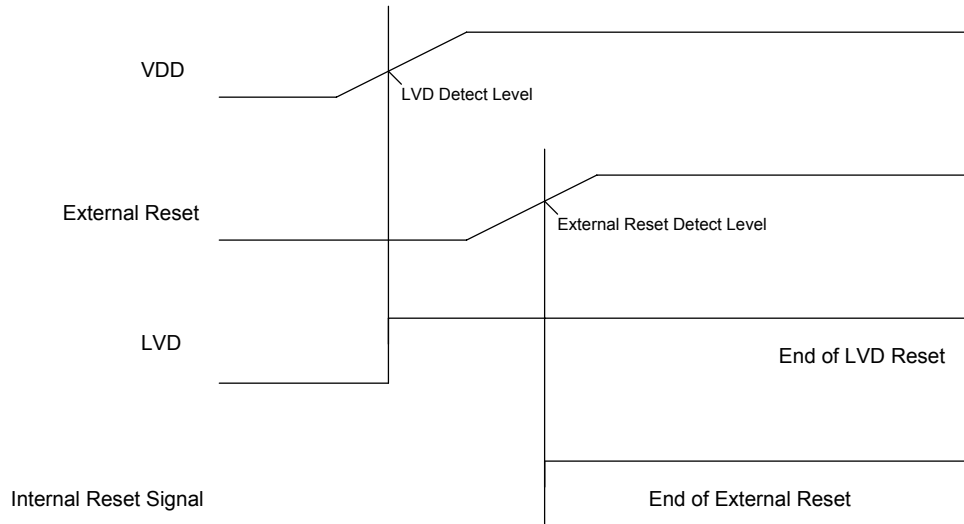 VDD
LVD Detect Level
External Reset
External Reset Detect Level
LVD
End of LVD Reset
Internal Reset Signal
End of External Reset